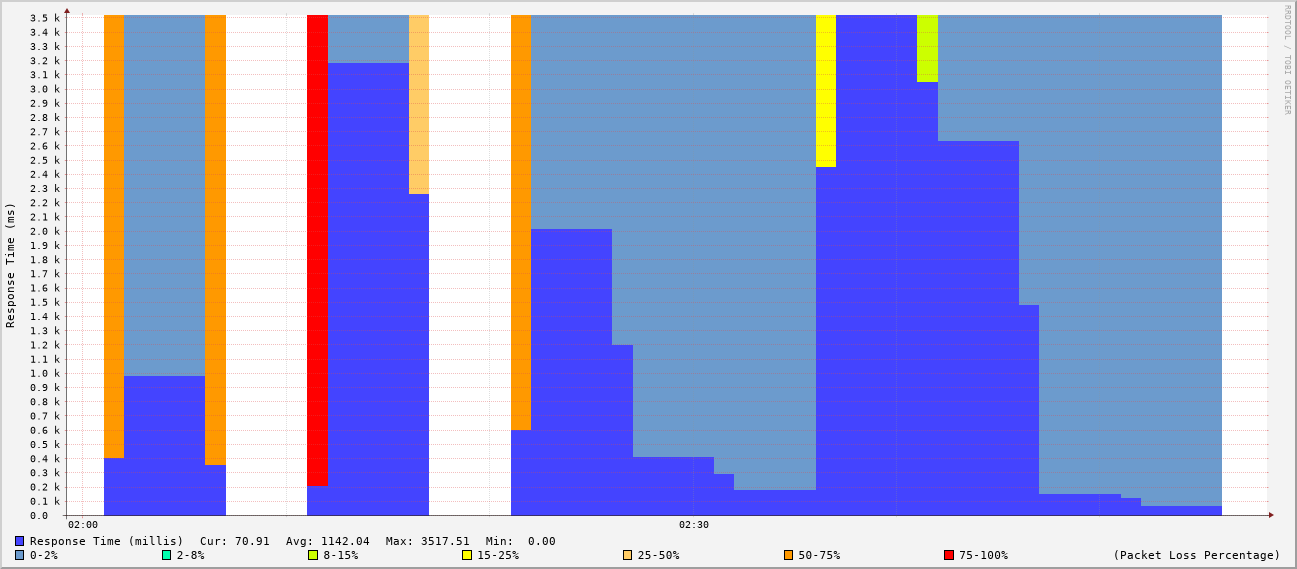 RRDTOOL / TOBI OETIKER
Response Time (ms)
3.5 k
3.4 k
3.3 k
3.2 k
3.1 k
3.0 k
2.9 k
2.8 k
2.7 k
2.6 k
2.5 k
2.4 k
2.3 k
2.2 k
2.1 k
2.0 k
1.9 k
1.8 k
1.7 k
1.6 k
1.5 k
1.4 k
1.3 k
1.2 k
1.1 k
1.0 k
0.9 k
0.8 k
0.7 k
0.6 k
0.5 k
0.4 k
0.3 k
0.2 k
0.1 k
0.0
02:00 02:30
Response Time (millis) Cur: 70.91 Avg: 1142.04 Max: 3517.51 Min: 0.00
0-2% 2-8% 8-15% 15-25% 25-50% 50-75% 75-100% (Packet Loss Percentage)